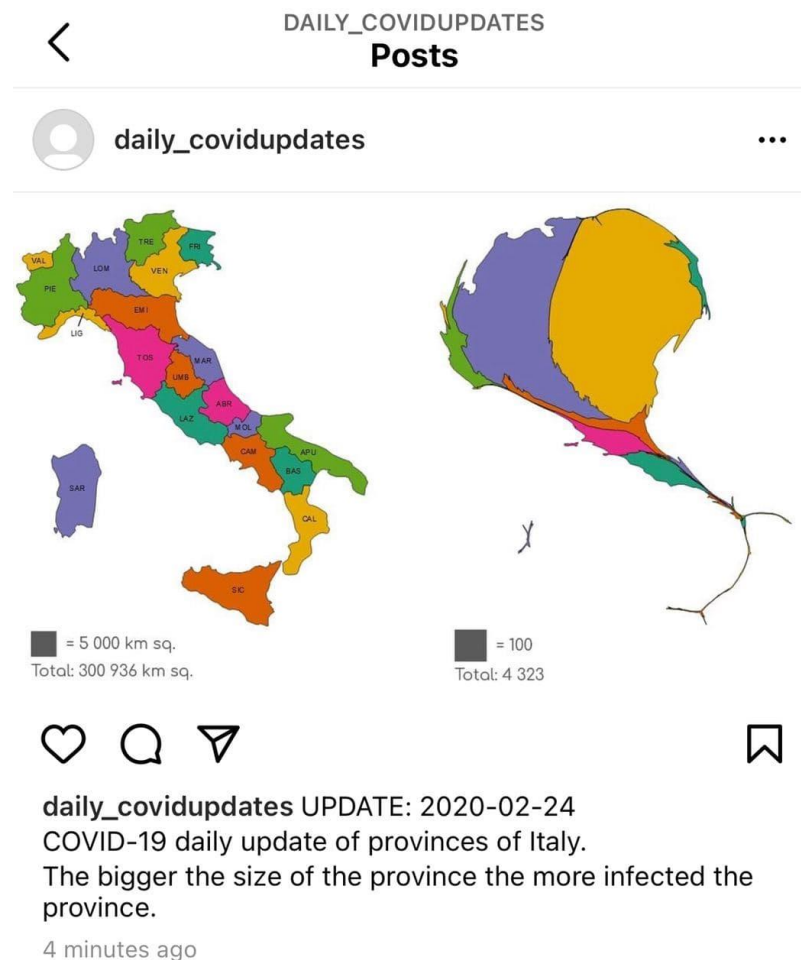 DAILY_COVIDUPDATES
Posts
daily_covidupdates
TRE
FRI
VAL
LOM
VEN
PIE
EMI
LIG
TOS
MAR
UMB
ABR
LAZ
MOL
CAM
APU
BAS
SAR
CAL
SIC
= 5 000 km sq.
Total: 300 936 km sq.
= 100
Total: 4 323
daily_covidupdates UPDATE: 2020-02-24
COVID-19 daily update of provinces of Italy.
The bigger the size of the province the more infected the
province.
4 minutes ago